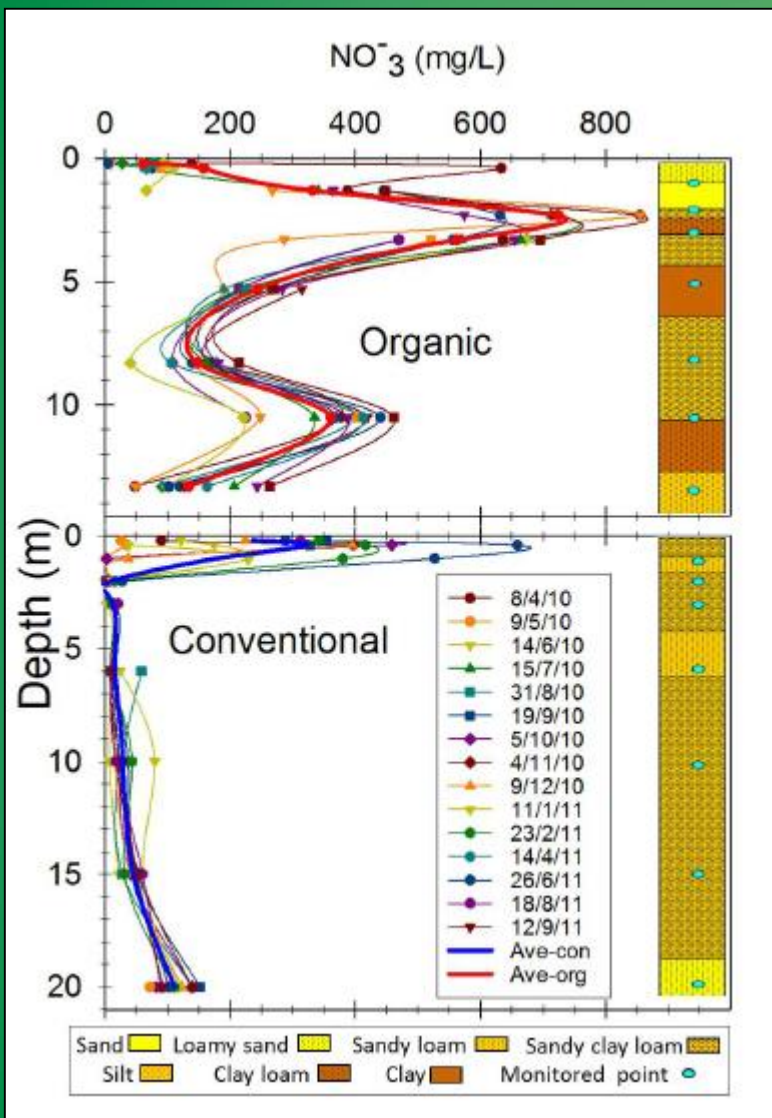 NO⁻₃ (mg/L)
0 200 400 600 800
0
5
10
Organic
Depth (m)
0
5
10
15
20
Conventional
8/4/10
9/5/10
14/6/10
15/7/10
31/8/10
19/9/10
5/10/10
4/11/10
9/12/10
11/1/11
23/2/11
14/4/11
26/6/11
18/8/11
12/9/11
Ave-con
Ave-org
Sand Loamy sand Sandy loam Sandy clay loam
Silt Clay loam Clay Monitored point